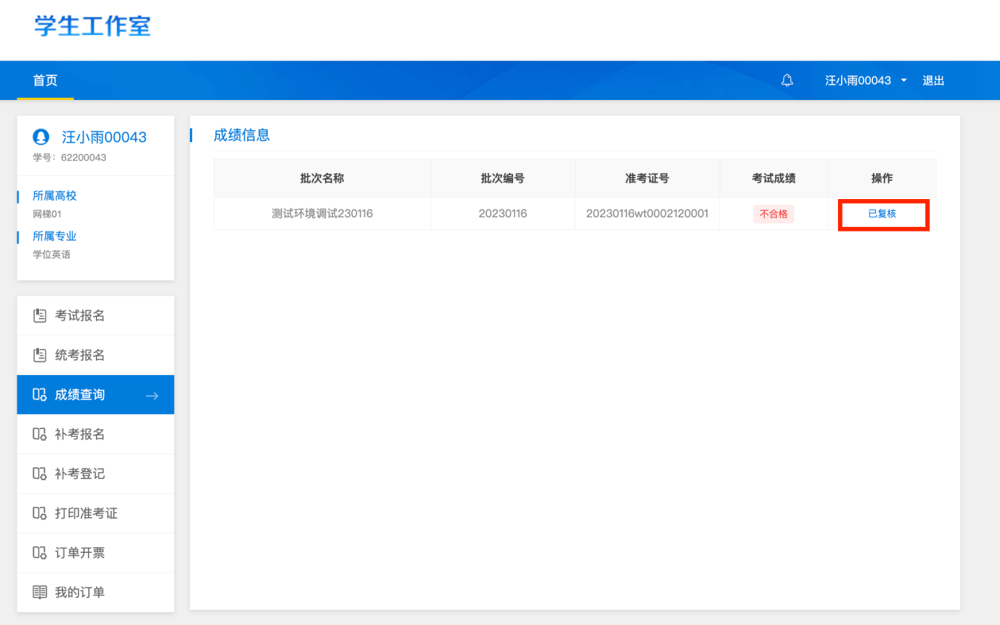 学生工作室
首页
汪小雨00043
退出
汪小雨00043
学号：62200043
所属高校
网梯01
所属专业
学位英语
考试报名
统考报名
成绩查询
补考报名
补考登记
打印准考证
订单开票
我的订单
成绩信息
批次名称 批次编号 准考证号 考试成绩 操作
测试环境调试230116 20230116 20230116wt0002120001 不合格 已复核